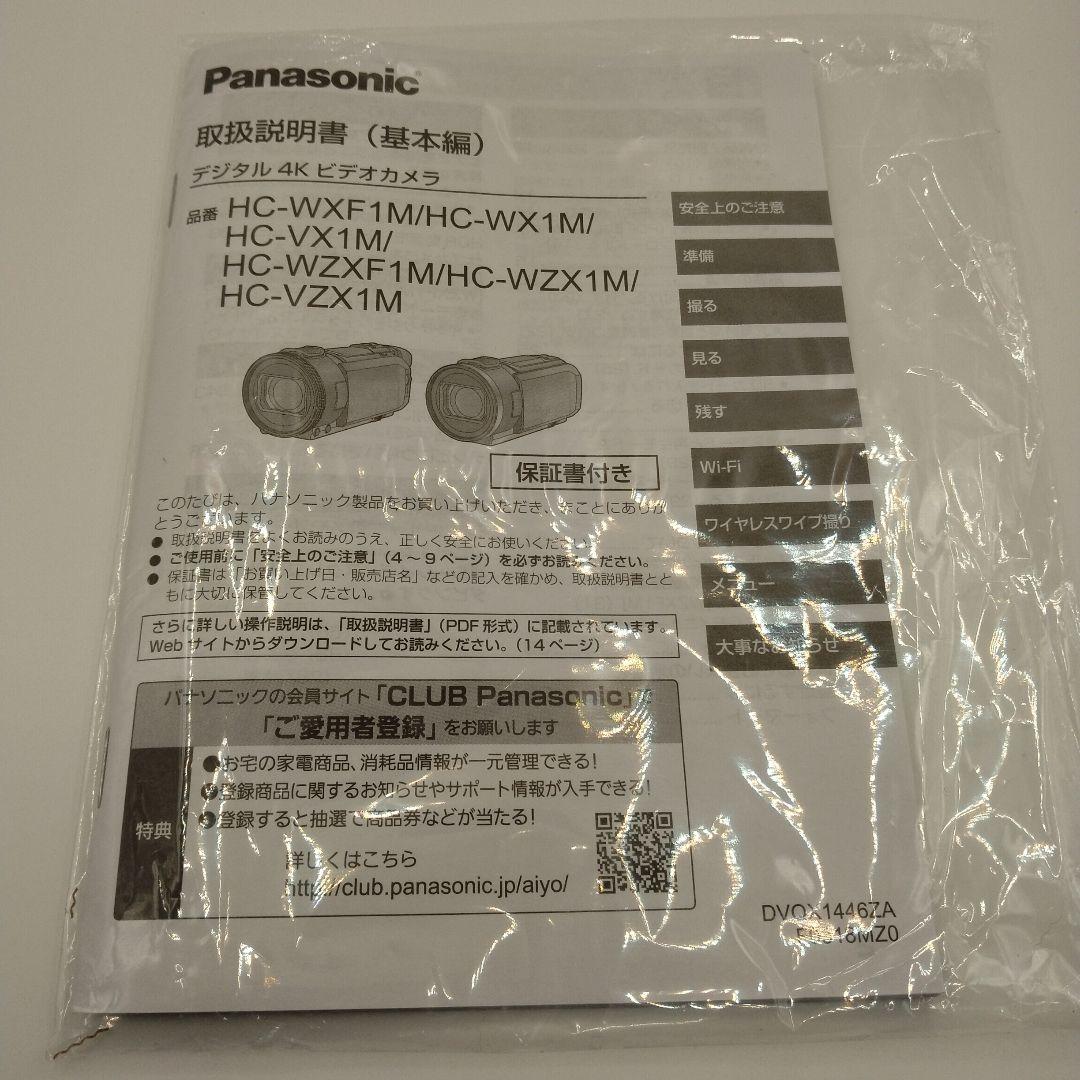 Panasonic
取扱説明書（基本編）
デジタル 4K ビデオカメラ
品番 HC-WXF1M/HC-WX1M/
HC-VX1M/
HC-WZXF1M/HC-WZX1M/
HC-VZX1M
保証書付き
このたびは、パナソニック製品をお買い上げいただき、まことにありが
とうございます。
● 取扱説明書をよくお読みのうえ、正しく安全にお使いください。
● ご使用前に「安全上のご注意」（4～9ページ）を必ずお読みください。
● 保証書は「お買い上げ日・販売店名」などの記入を確かめ、取扱説明書とと
もに大切に保管してください。
さらに詳しい操作説明は、「取扱説明書」（PDF形式）に記載されています。
Webサイトからダウンロードしてお読みください。（14ページ）
パナソニックの会員サイト「CLUB Panasonic」で
「ご愛用者登録」をお願いします
特典
●お宅の家電商品、消耗品情報が一元管理できる！
●登録商品に関するお知らせやサポート情報が入手できる！
●登録すると抽選で商品券などが当たる！
詳しくはこちら
http://club.panasonic.jp/aiyo/
安全上のご注意
準備
撮る
見る
残す
Wi-Fi
ワイヤレスワイプ撮り
メニュー
大事なお知らせ
DVQX1446ZA